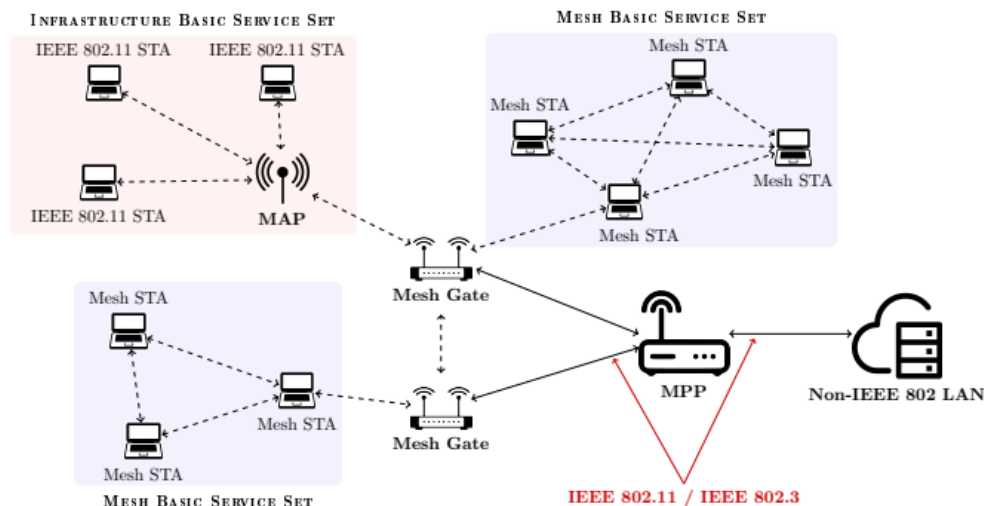 INFRASTRUCTURE BASIC SERVICE SET
IEEE 802.11 STA
IEEE 802.11 STA
IEEE 802.11 STA
MAP
MESH BASIC SERVICE SET
Mesh STA
Mesh STA
Mesh STA
Mesh STA
Mesh Gate
Mesh STA
Mesh STA
Mesh STA
MESH BASIC SERVICE SET
Mesh Gate
MPP
Non-IEEE 802 LAN
IEEE 802.11 / IEEE 802.3